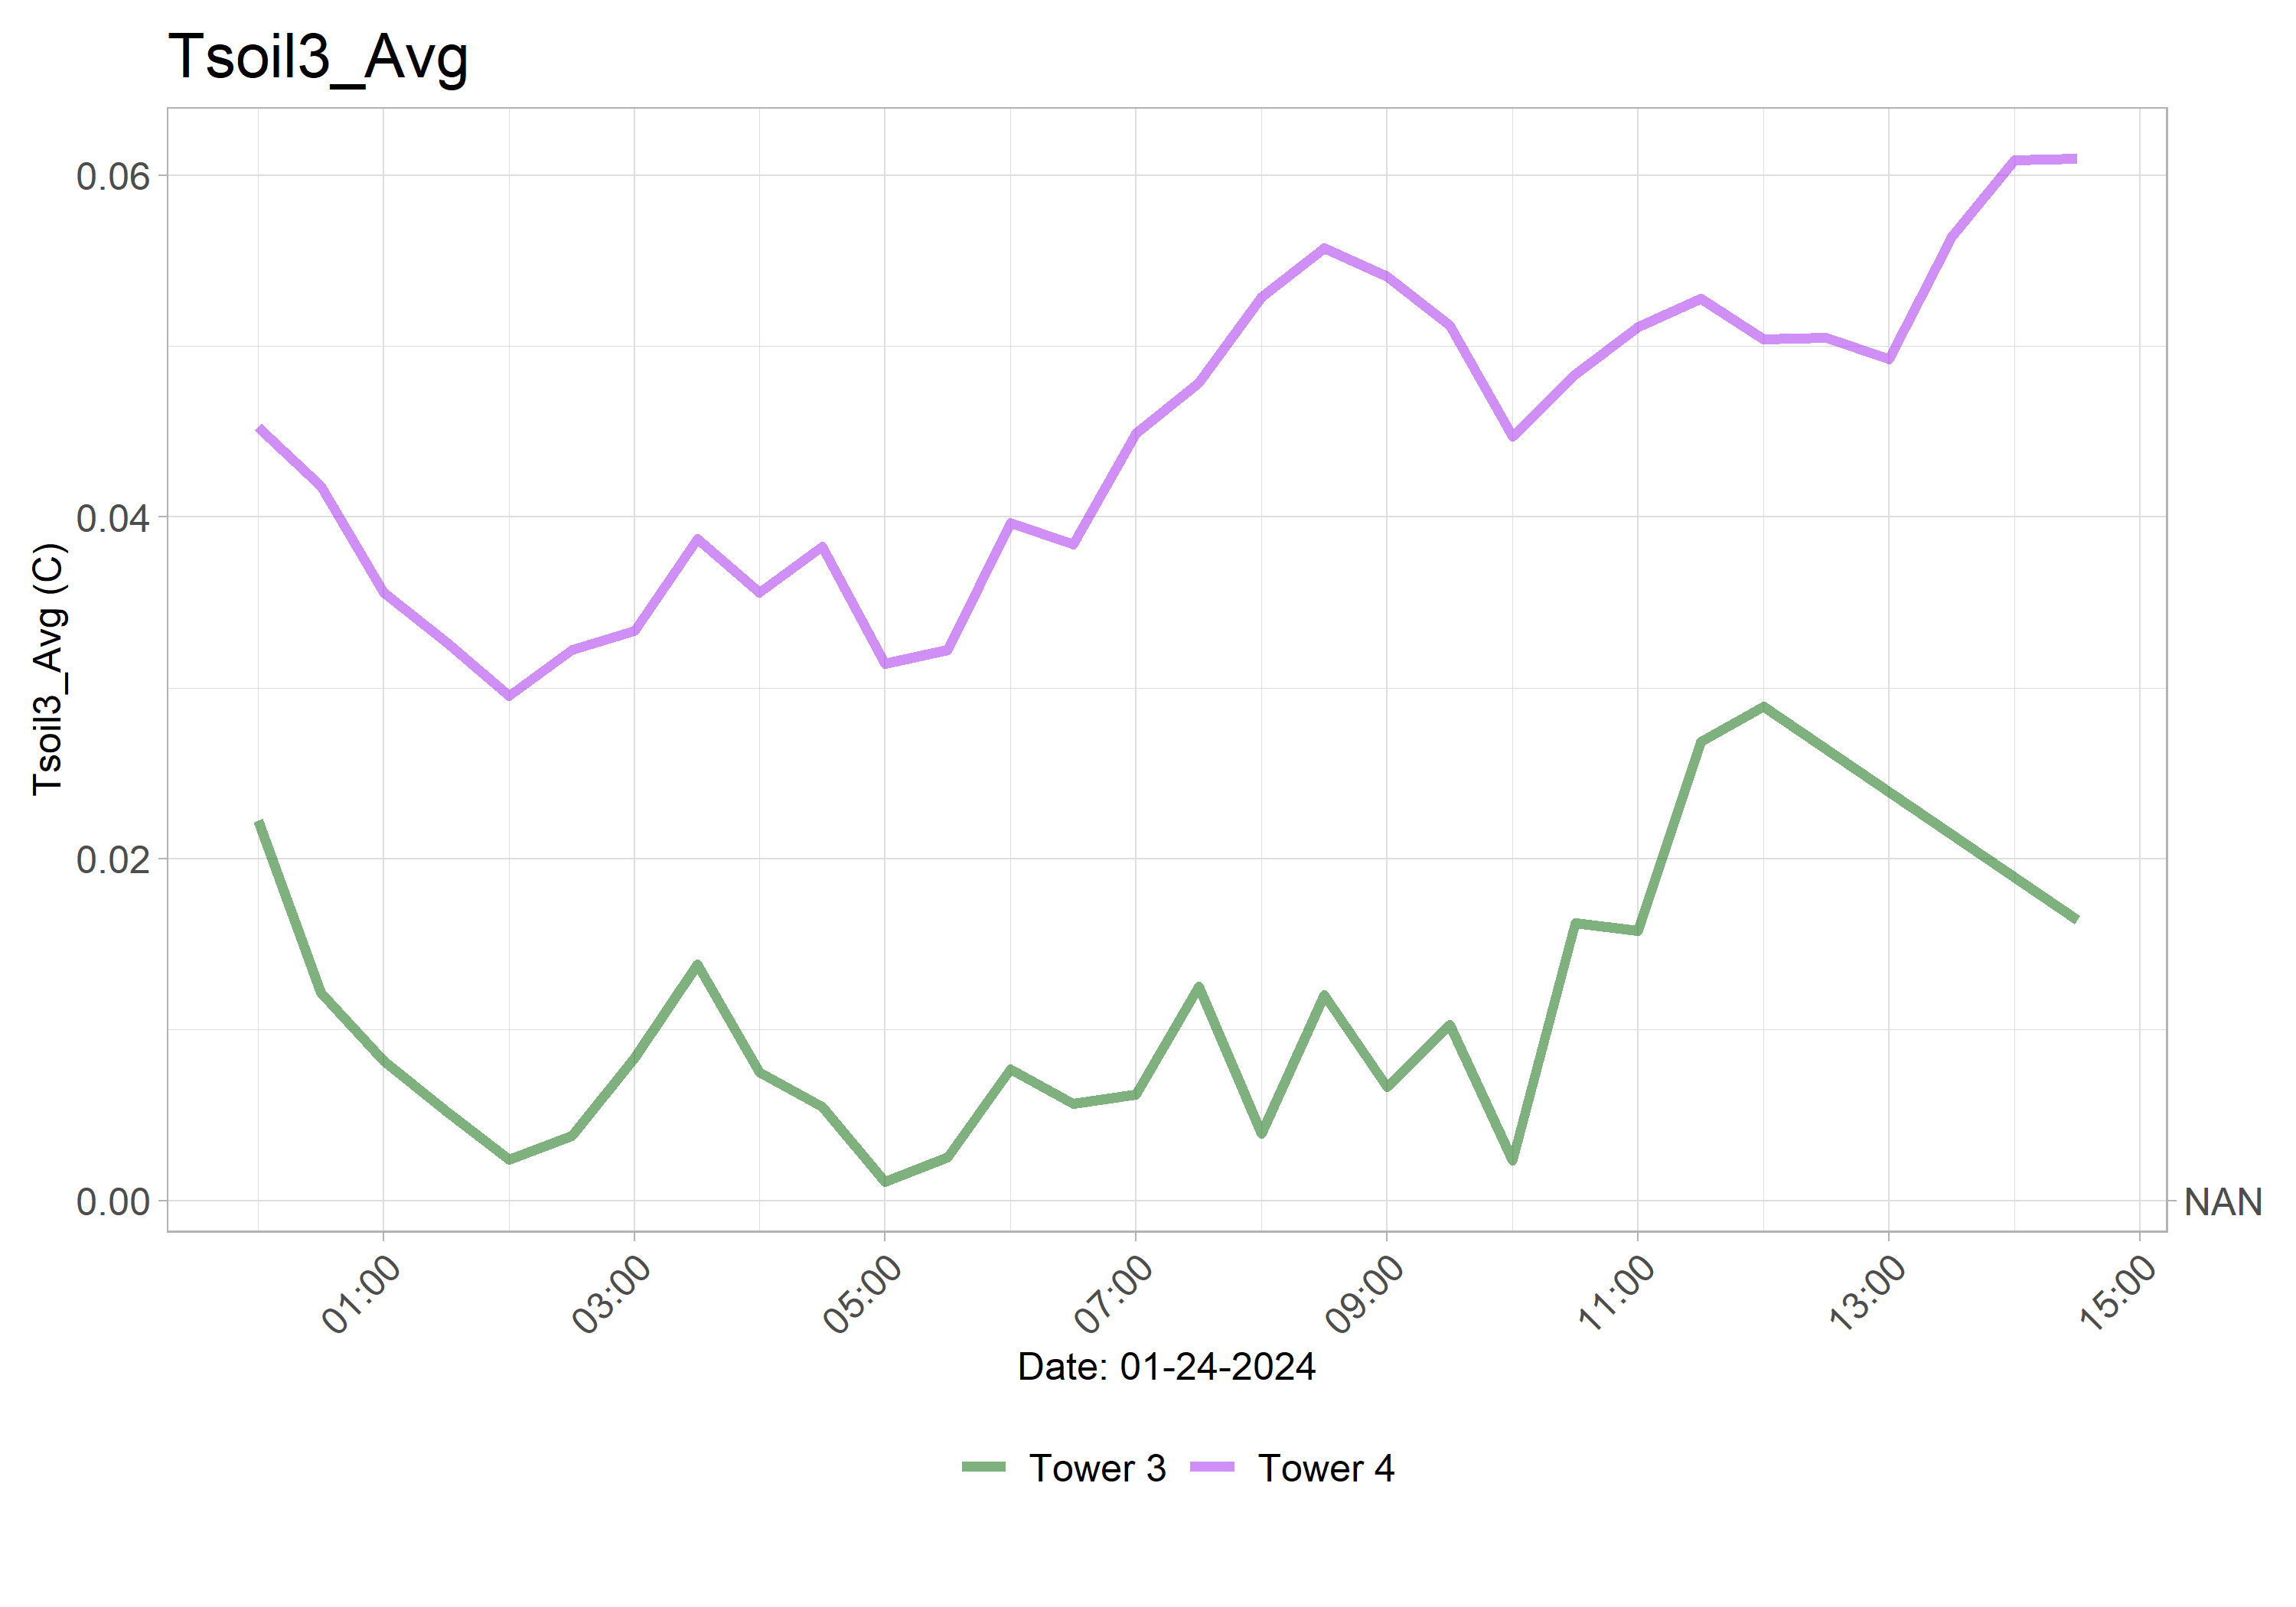 Tsoil3_Avg
Tsoil3_Avg (C)
0.06
0.04
0.02
0.00
NAN
01:00 03:00 05:00 07:00 09:00 11:00 13:00 15:00
Date: 01-24-2024
Tower 3 Tower 4